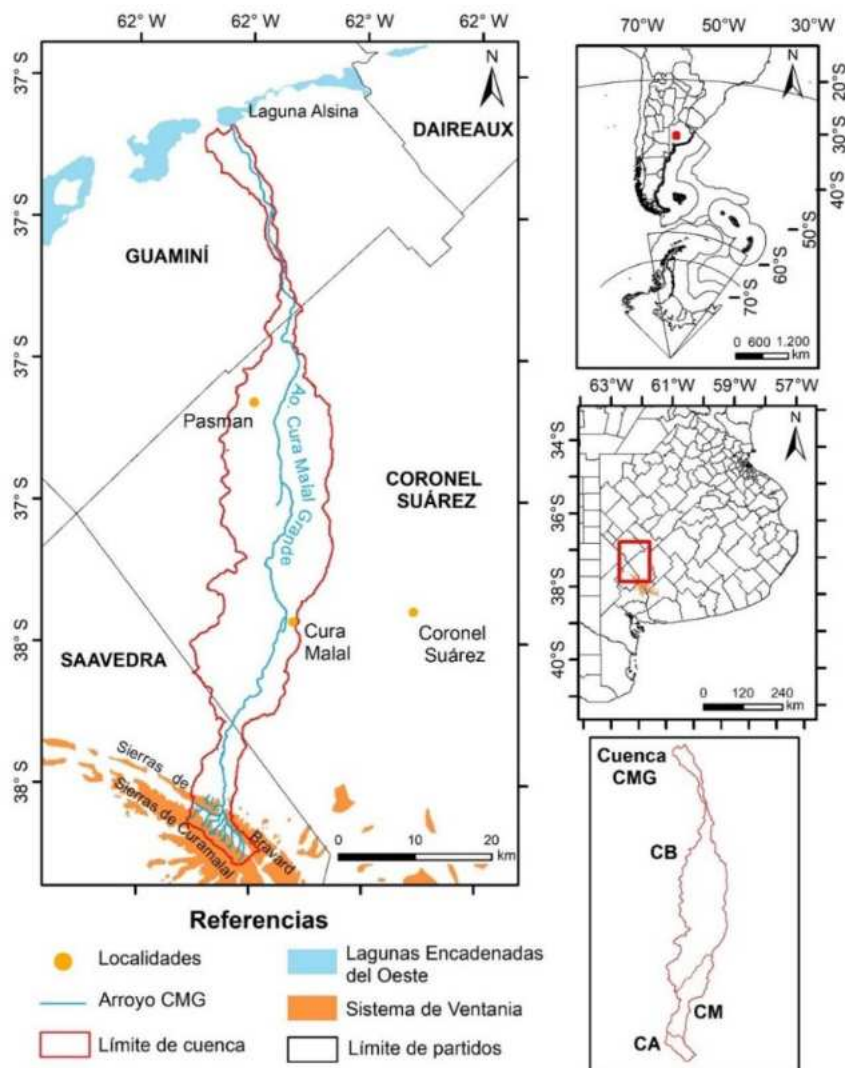 62° W
62° W
62° W
37° S
37° S
37° S
37° S
38° S
38° S
N
Laguna Alsina
DAIREAUX
GUAMINÍ
Pasman
Ao. Cura Malal Grande
CORONEL
SUÁREZ
Cura
Malal
Coronel
Suárez
SAAVEDRA
Sierras de
Bravard
Sierras de Curamalal
0 10 20
km
70°W 50°W 30°W
N
20°S
30°S
40°S
50°S
60°S
70°S
0 600 1.200
km
63°W 61°W 59°W 57°W
N
34°S
36°S
38°S
40°S
0 120 240
km
Cuenca
CMG
CB
CM
CA
Referencias
Localidades
Arroyo CMG
Límite de cuenca
Lagunas Encadenadas
del Oeste
Sistema de Ventania
Límite de partidos